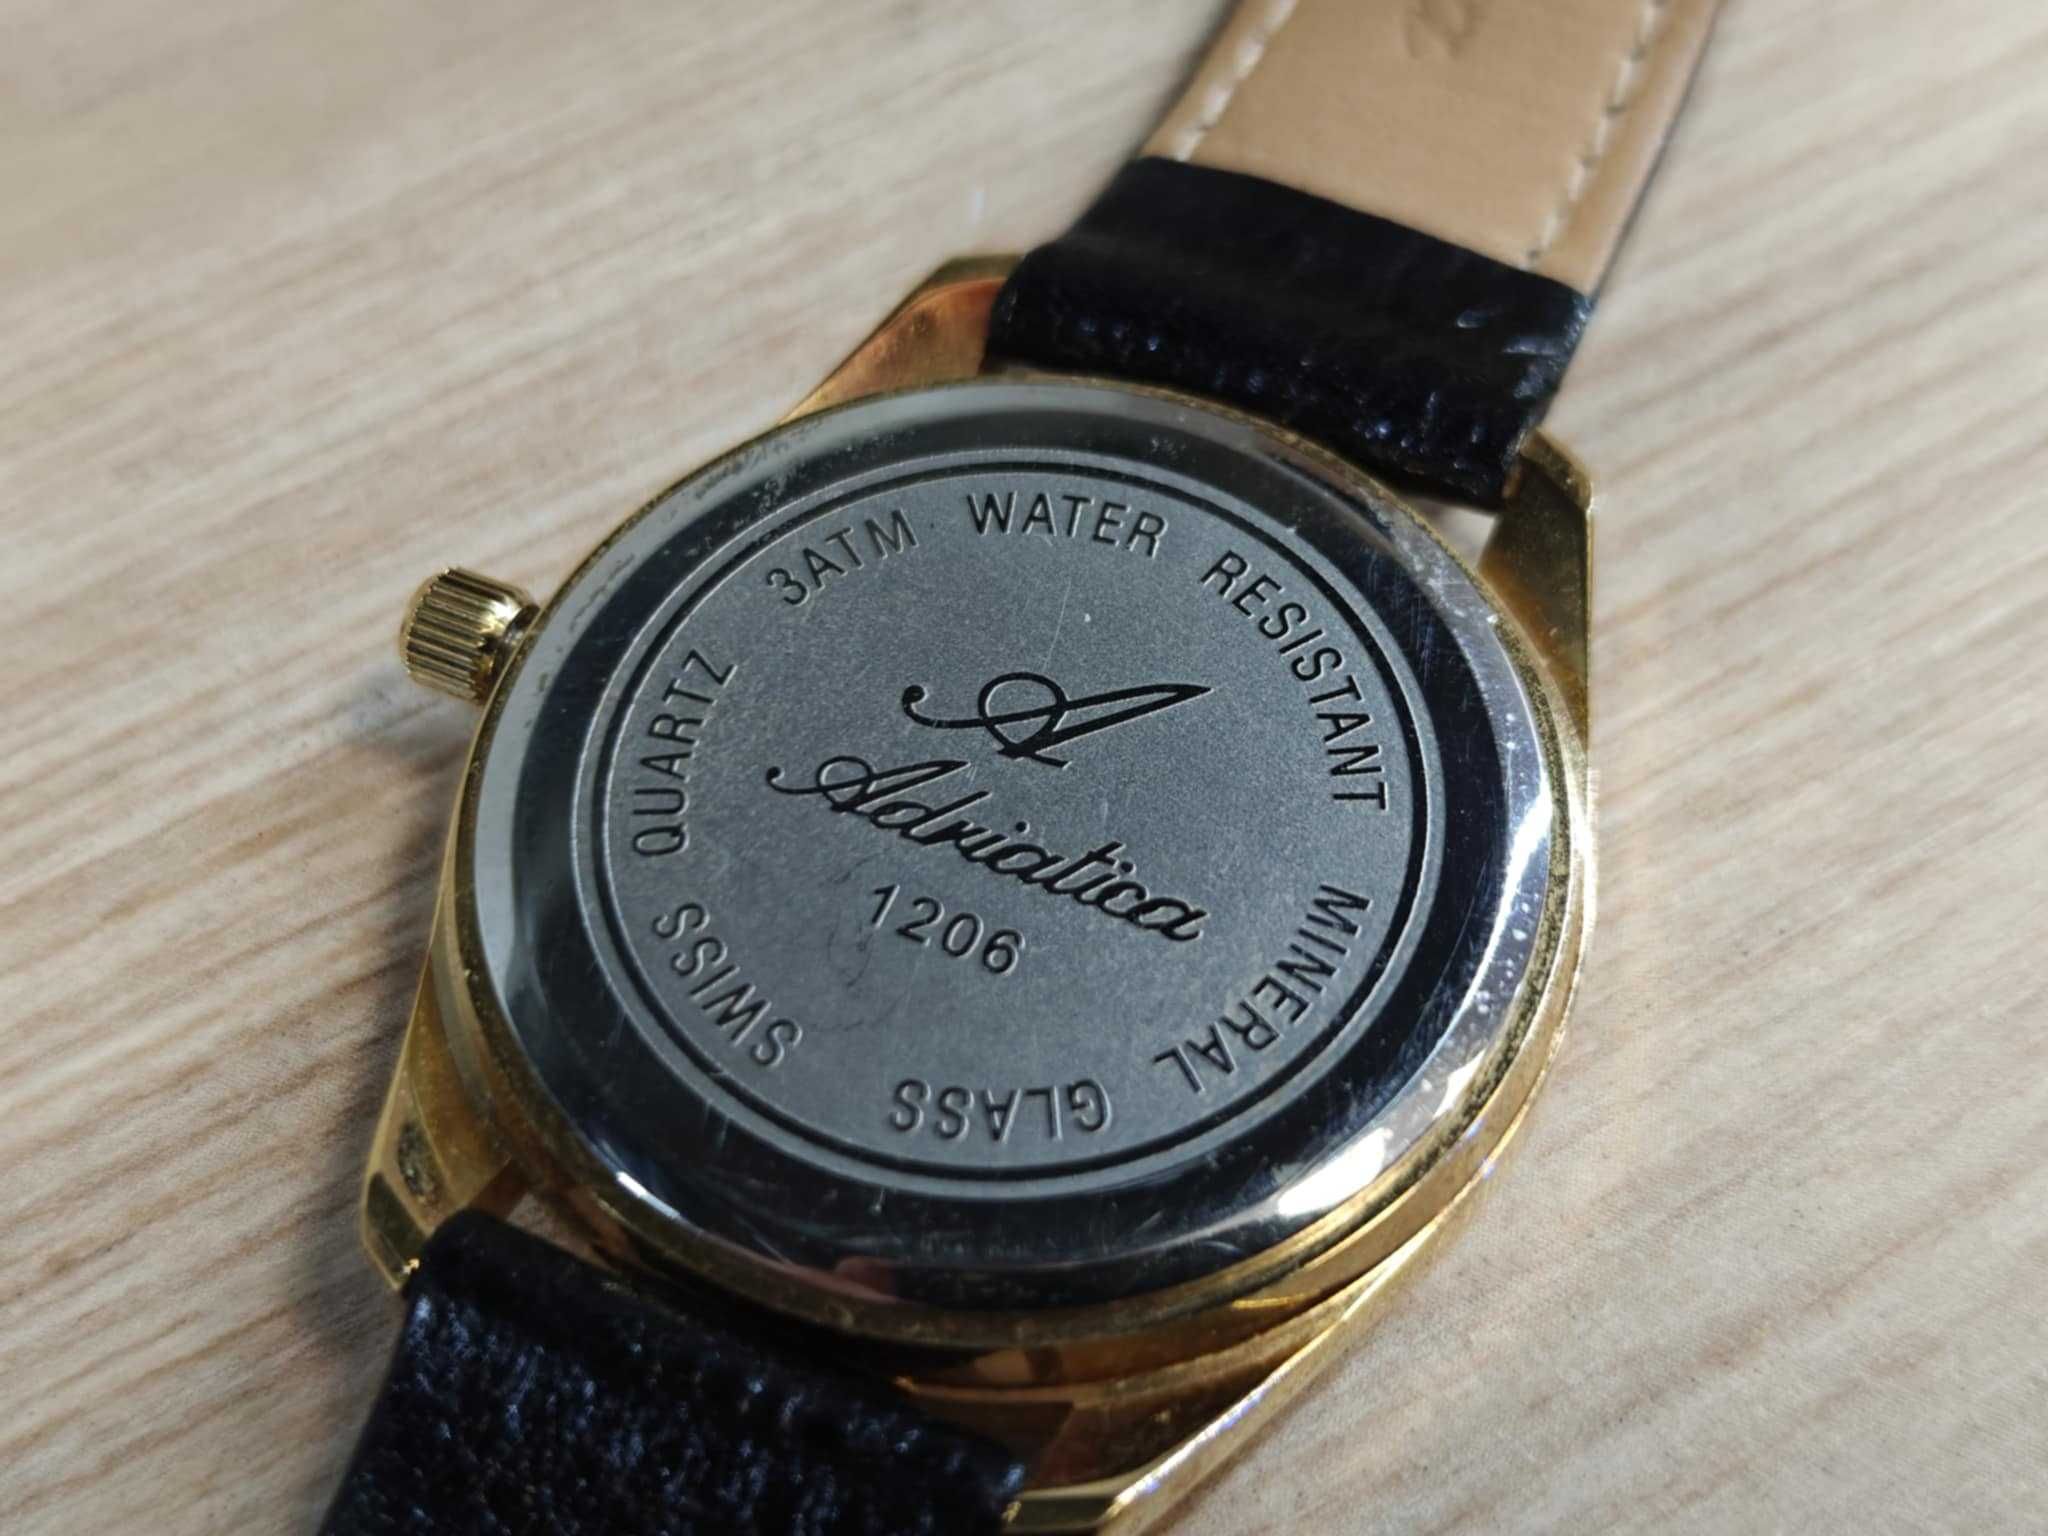 3ATM WATER RESISTANT
MINERAL GLASS
SWISS QUARTZ
A
Adriatica
1206